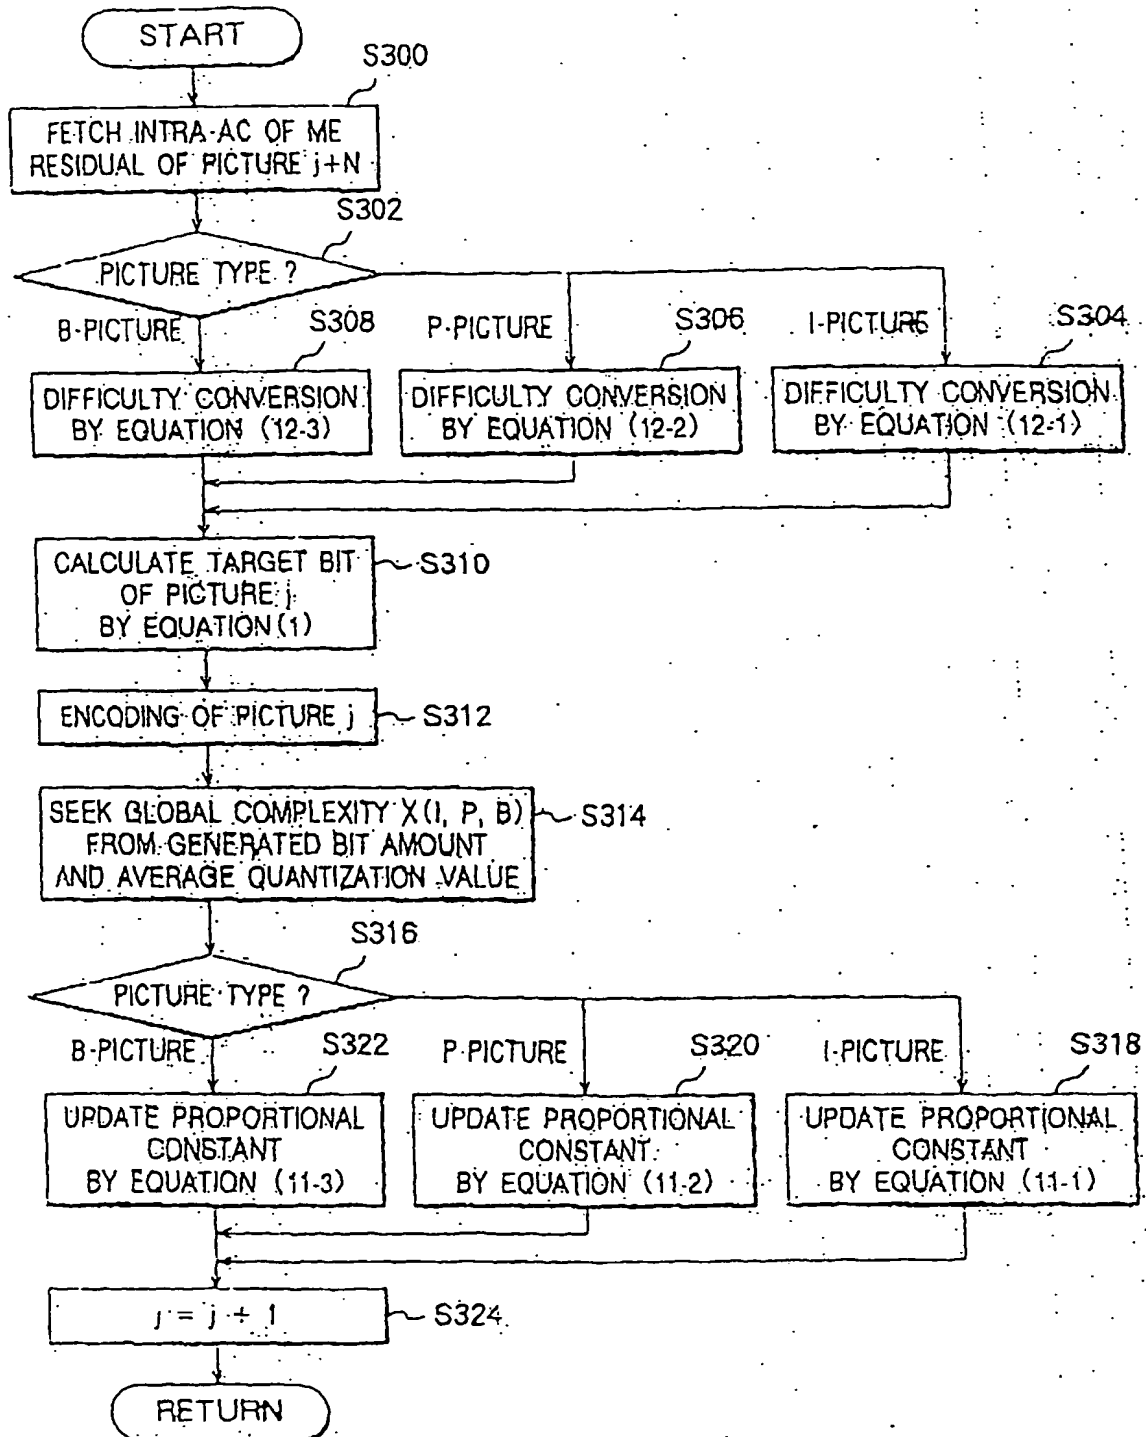 START
S300
FETCH INTRA-AC OF ME
RESIDUAL OF PICTURE j+N
S302
PICTURE TYPE ?
B-PICTURE
S308
P-PICTURE
S306
I-PICTURE
S304
DIFFICULTY CONVERSION
BY EQUATION (12-3)
DIFFICULTY CONVERSION
BY EQUATION (12-2)
DIFFICULTY CONVERSION
BY EQUATION (12-1)
CALCULATE TARGET BIT
OF PICTURE j
BY EQUATION (1)
S310
ENCODING OF PICTURE j
S312
SEEK GLOBAL COMPLEXITY X (I, P, B)
FROM GENERATED BIT AMOUNT
AND AVERAGE QUANTIZATION VALUE
S314
S316
PICTURE TYPE ?
B-PICTURE
S322
P-PICTURE
S320
I-PICTURE
S318
UPDATE PROPORTIONAL
CONSTANT
BY EQUATION (11-3)
UPDATE PROPORTIONAL
CONSTANT
BY EQUATION (11-2)
UPDATE PROPORTIONAL
CONSTANT
BY EQUATION (11-1)
j = j + 1
S324
RETURN